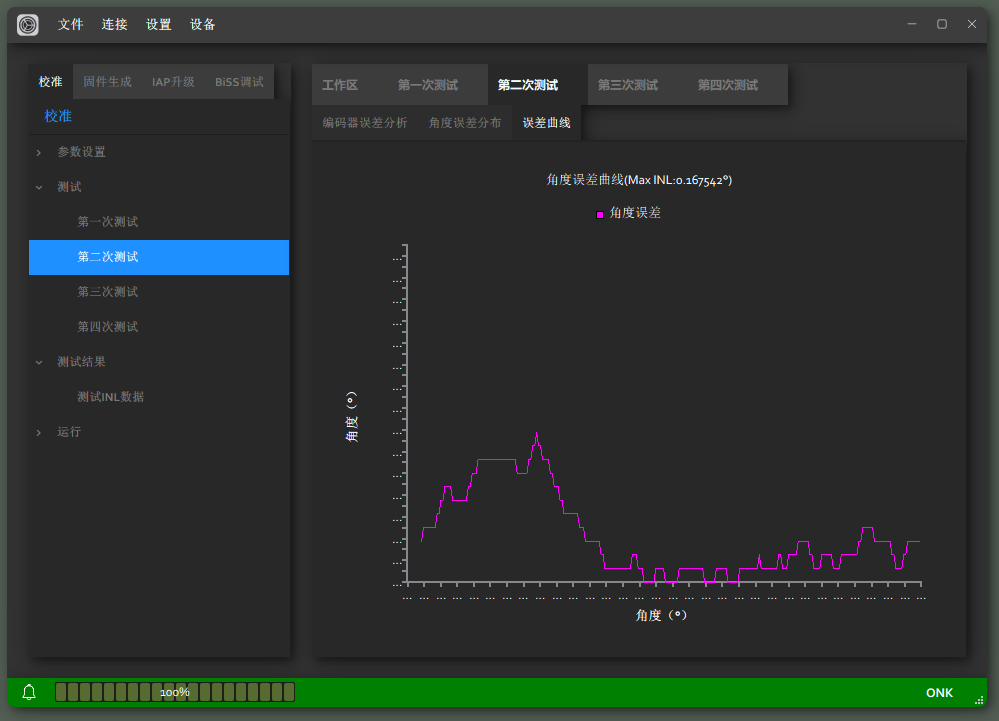 文件 连接 设置 设备
校准 固件生成 IAP升级 BiSS调试
校准
参数设置
测试
第一次测试
第二次测试
第三次测试
第四次测试
测试结果
测试INL数据
运行
工作区 第一次测试 第二次测试 第三次测试 第四次测试
编码器误差分析 角度误差分布 误差曲线
角度误差曲线(Max INL:0.167542°)
角度误差
角度（°）
角度（°）
100%
ONK